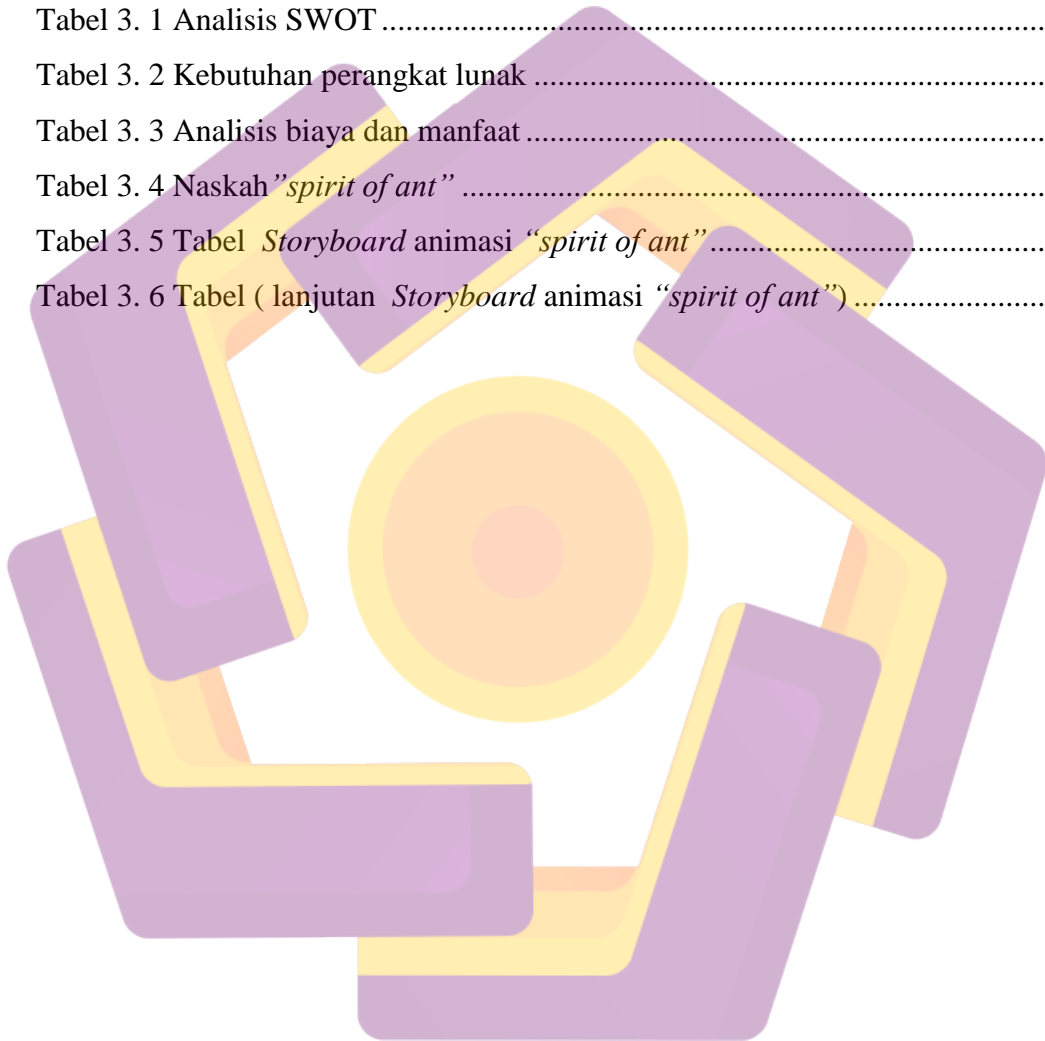 Tabel 3. 1 Analisis SWOT ............................................................................
Tabel 3. 2 Kebutuhan perangkat lunak .........................................................
Tabel 3. 3 Analisis biaya dan manfaat ..........................................................
Tabel 3. 4 Naskah”spirit of ant” ..................................................................
Tabel 3. 5 Tabel Storyboard animasi “spirit of ant” .....................................
Tabel 3. 6 Tabel ( lanjutan Storyboard animasi “spirit of ant”) .....................